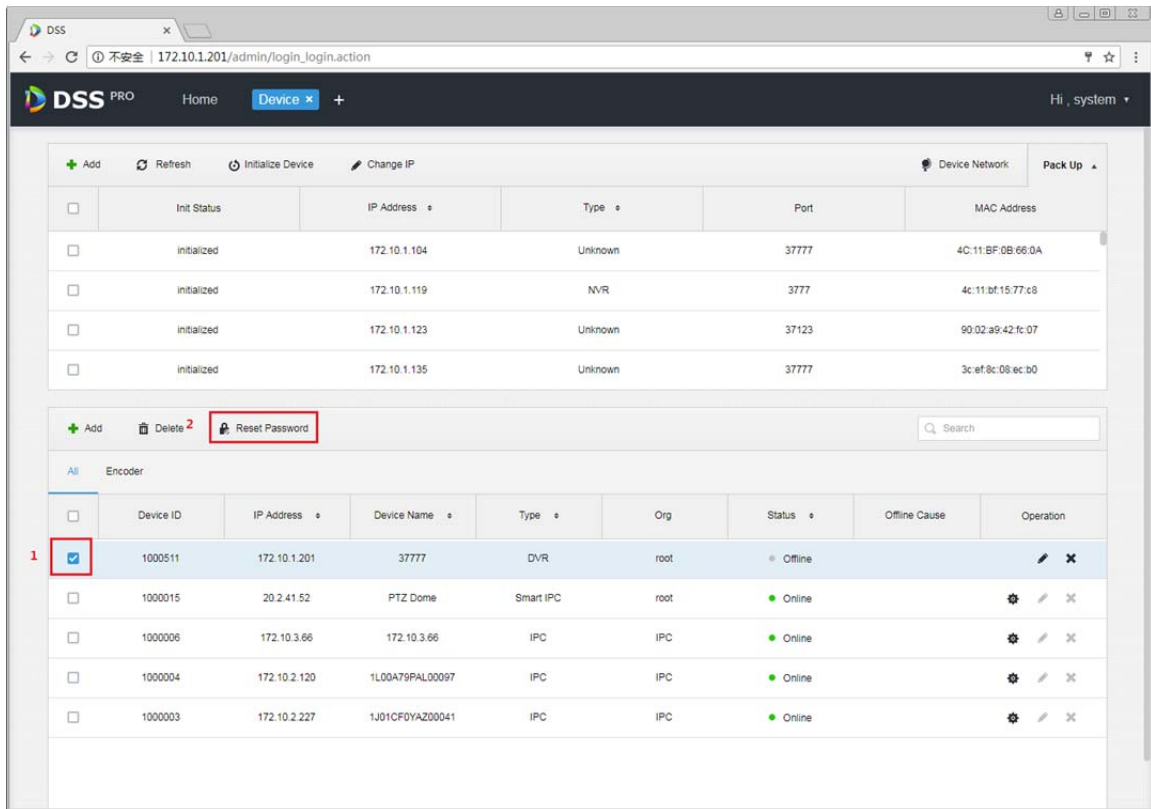 DSS
不安全 | 172.10.1.201/admin/login_login.action
DSS PRO Home Device × + Hi , system
Add Refresh Initialize Device Change IP Device Network Pack Up
Init Status IP Address Type Port MAC Address
initialized 172.10.1.104 Unknown 37777 4C:11:BF:0B:66:0A
initialized 172.10.1.119 NVR 3777 4c:11:bf:15:77:c8
initialized 172.10.1.123 Unknown 37123 90:02:a9:42:fc:07
initialized 172.10.1.135 Unknown 37777 3c:ef:8c:08:ec:b0
Add Delete 2 Reset Password Search
All Encoder
Device ID IP Address Device Name Type Org Status Offline Cause Operation
1 1000511 172.10.1.201 37777 DVR root Offline
1000015 20.2.41.52 PTZ Dome Smart IPC root Online
1000006 172.10.3.66 172.10.3.66 IPC IPC Online
1000004 172.10.2.120 1L00A79PAL00097 IPC IPC Online
1000003 172.10.2.227 1J01CF0YAZ00041 IPC IPC Online